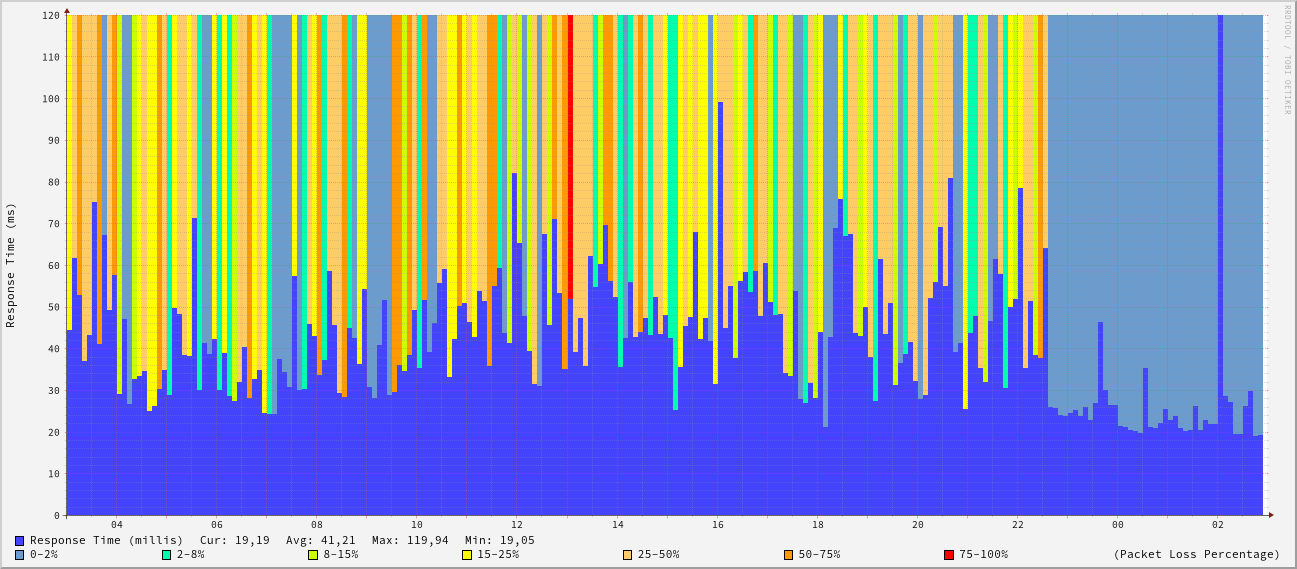 RRDTOOL / TOBI OETIKER
Response Time (ms)
120
110
100
90
80
70
60
50
40
30
20
10
0
04 06 08 10 12 14 16 18 20 22 00 02
Response Time (millis) Cur: 19,19 Avg: 41,21 Max: 119,94 Min: 19,05
0-2% 2-8% 8-15% 15-25% 25-50% 50-75% 75-100% (Packet Loss Percentage)